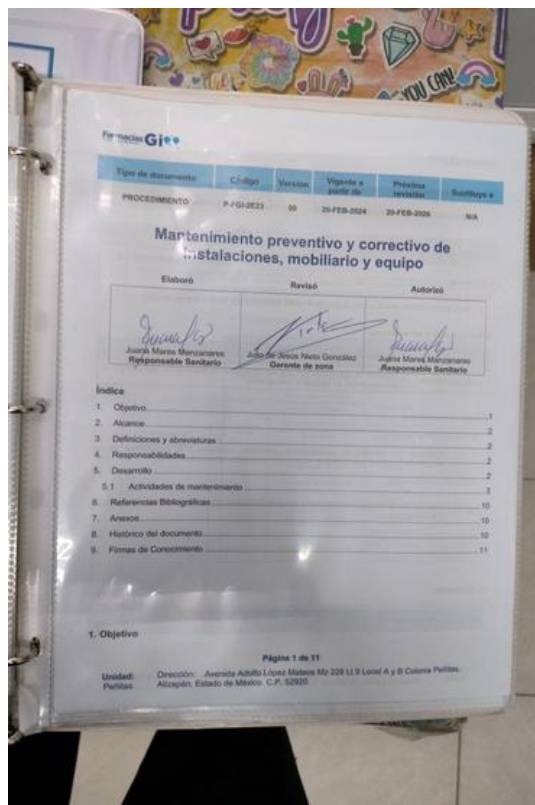 YOU CAN!
Farmacias Gi
Tipo de documento Código Versión Vigente a partir de Próxima revisión Sustituye a
PROCEDIMIENTO P-FGI-2E23 00 20-FEB-2024 20-FEB-2026 N/A
Mantenimiento preventivo y correctivo de
instalaciones, mobiliario y equipo
Elaboró Revisó Autorizó
Juana Mares Manzanares Julio de Jesús Nieto González Juana Mares Manzanares
Responsable Sanitario Gerente de zona Responsable Sanitario
Índice
1. Objetivo 1
2. Alcance 2
3. Definiciones y abreviaturas 2
4. Responsabilidades 2
5. Desarrollo 2
5.1 Actividades de mantenimiento 3
6. Referencias Bibliográficas 10
7. Anexos 10
8. Histórico del documento 10
9. Firmas de Conocimiento 11
1. Objetivo
Página 1 de 11
Unidad: Dirección: Avenida Adolfo López Mateos Mz 228 Lt 9 Local A y B Colonia Peñitas,
Peñitas Atizapán, Estado de México. C.P. 52920.